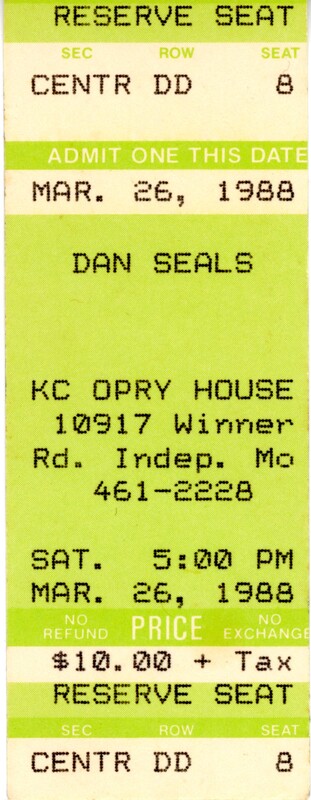 RESERVE SEAT
SEC ROW SEAT
CENTR DD 8
ADMIT ONE THIS DATE
MAR. 26, 1988
DAN SEALS
KC OPRY HOUSE
10917 Winner
Rd. Indep. Mo
461-2228
SAT. 5:00 PM
MAR. 26, 1988
NO REFUND PRICE NO EXCHANGE
$10.00 + Tax
RESERVE SEAT
SEC ROW SEAT
CENTR DD 8